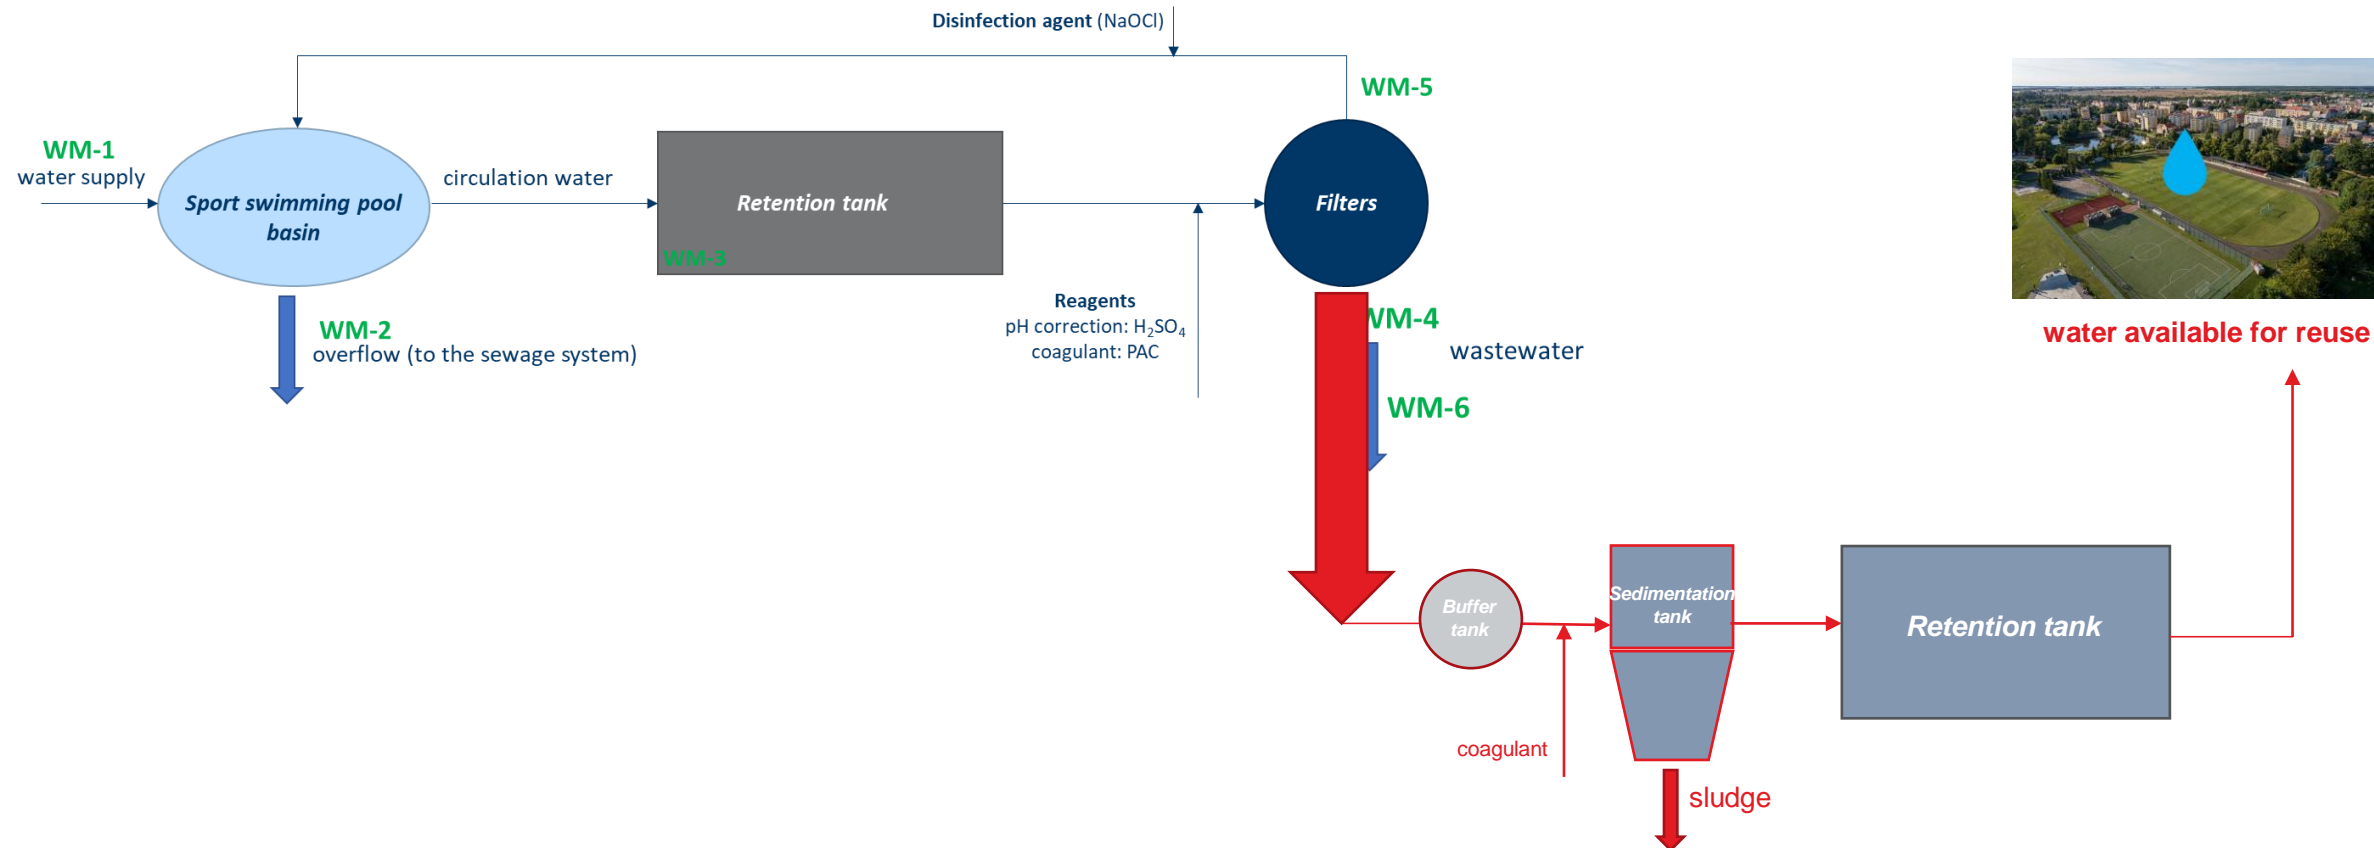 Disinfection agent (NaOCl)
WM-5
WM-1
water supply
Sport swimming pool
basin
circulation water
Retention tank
WM-3
Filters
Reagents
pH correction: H₂SO₄
coagulant: PAC
WM-2
overflow (to the sewage system)
WM-4
wastewater
WM-6
water available for reuse
Buffer
tank
Sedimentation
tank
Retention tank
coagulant
sludge